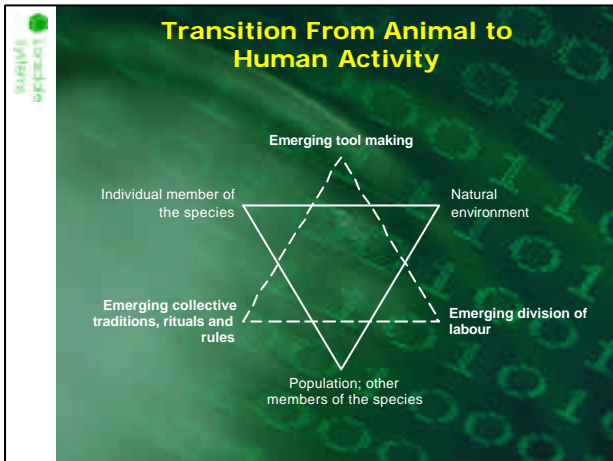 Transition From Animal to
Human Activity
Emerging tool making
Individual member of
the species
Natural
environment
Emerging collective
traditions, rituals and
rules
Emerging division of
labour
Population; other
members of the species
systems